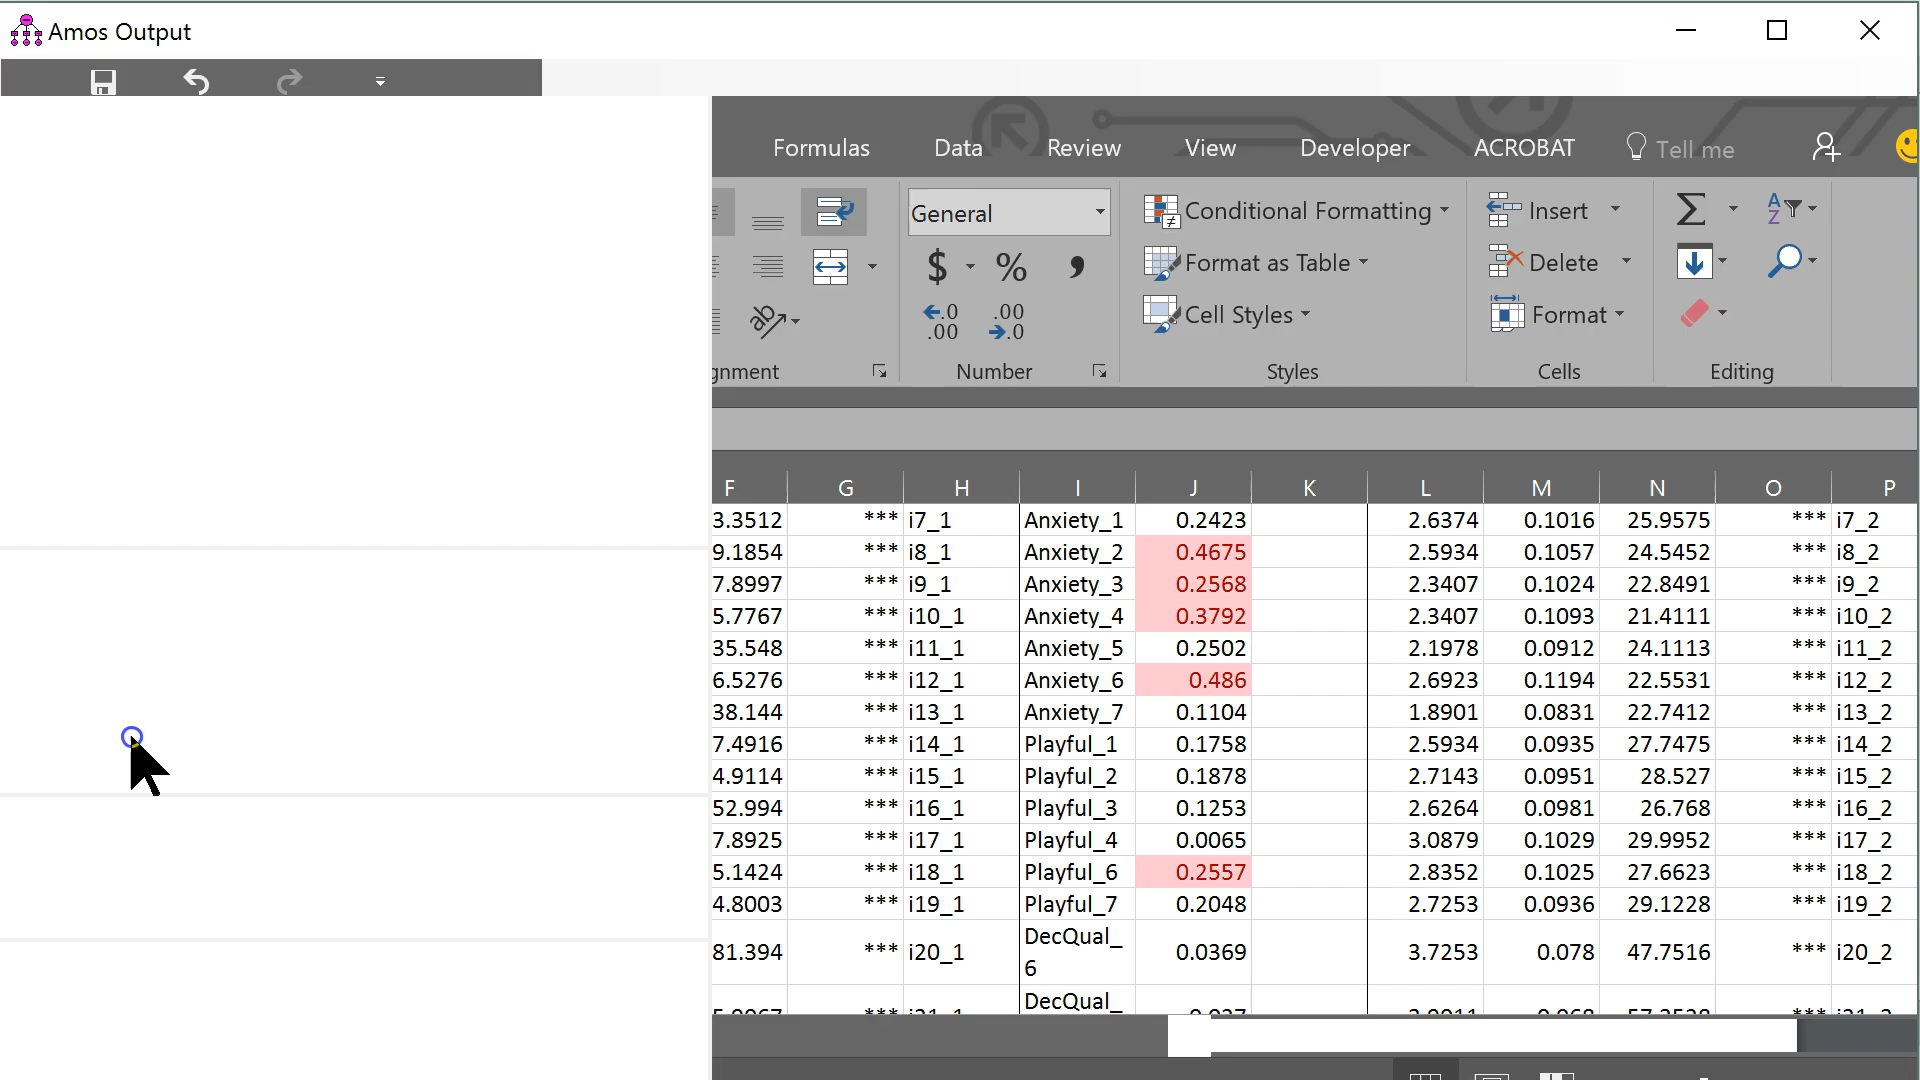 Amos Output
Formulas Data Review View Developer ACROBAT Tell me
General Conditional Formatting Insert
$ % , Format as Table Delete
Cell Styles Format
gnment Number Styles Cells Editing
F G H I J K L M N O P
3.3512 *** i7_1 Anxiety_1 0.2423 2.6374 0.1016 25.9575 *** i7_2
9.1854 *** i8_1 Anxiety_2 0.4675 2.5934 0.1057 24.5452 *** i8_2
7.8997 *** i9_1 Anxiety_3 0.2568 2.3407 0.1024 22.8491 *** i9_2
5.7767 *** i10_1 Anxiety_4 0.3792 2.3407 0.1093 21.4111 *** i10_2
35.548 *** i11_1 Anxiety_5 0.2502 2.1978 0.0912 24.1113 *** i11_2
6.5276 *** i12_1 Anxiety_6 0.486 2.6923 0.1194 22.5531 *** i12_2
38.144 *** i13_1 Anxiety_7 0.1104 1.8901 0.0831 22.7412 *** i13_2
7.4916 *** i14_1 Playful_1 0.1758 2.5934 0.0935 27.7475 *** i14_2
4.9114 *** i15_1 Playful_2 0.1878 2.7143 0.0951 28.527 *** i15_2
52.994 *** i16_1 Playful_3 0.1253 2.6264 0.0981 26.768 *** i16_2
7.8925 *** i17_1 Playful_4 0.0065 3.0879 0.1029 29.9952 *** i17_2
5.1424 *** i18_1 Playful_6 0.2557 2.8352 0.1025 27.6623 *** i18_2
4.8003 *** i19_1 Playful_7 0.2048 2.7253 0.0936 29.1228 *** i19_2
81.394 *** i20_1 DecQual_6 0.0369 3.7253 0.078 47.7516 *** i20_2
DecQual_